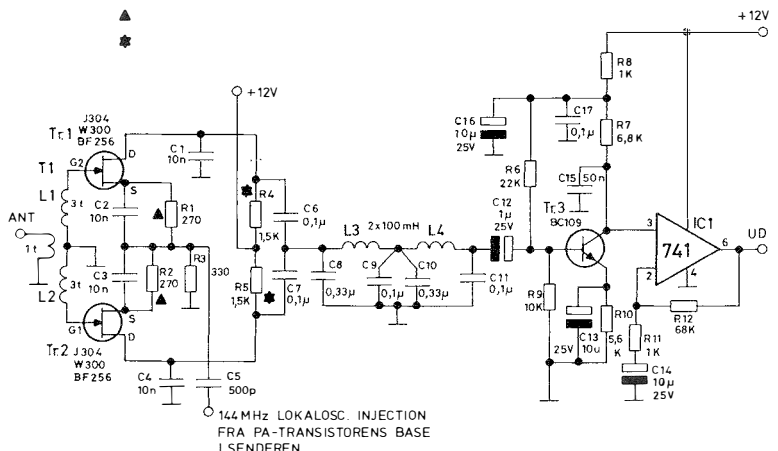 +12V
R8
1K
J304
W300
BF256
Tr.1
+12V
C16
10µ
25V
C17
0,1µ
R7
6,8K
D
C1
10n
T1
G2
S
R6
22K
C15
50n
L1
3t
C2
10n
R1
270
R4
1,5K
C6
0,1µ
C12
1µ
25V
Tr.3
BC109
IC1
ANT
1t
L3
2x100mH
L4
3
741
6
UD
2
4
L2
3t
C3
10n
R2
270
R3
330
R5
1,5K
C7
0,1µ
C8
0,33µ
C9
0,1µ
C10
0,33µ
C11
0,1µ
R9
10K
C13
10u
25V
R10
5,6
K
R12
68K
R11
1K
C14
10µ
25V
G1
S
D
Tr.2
J304
W300
BF256
C4
10n
C5
500p
144MHz LOKALOSC. INJECTION
FRA PA-TRANSISTORENS BASE
I SENDEREN